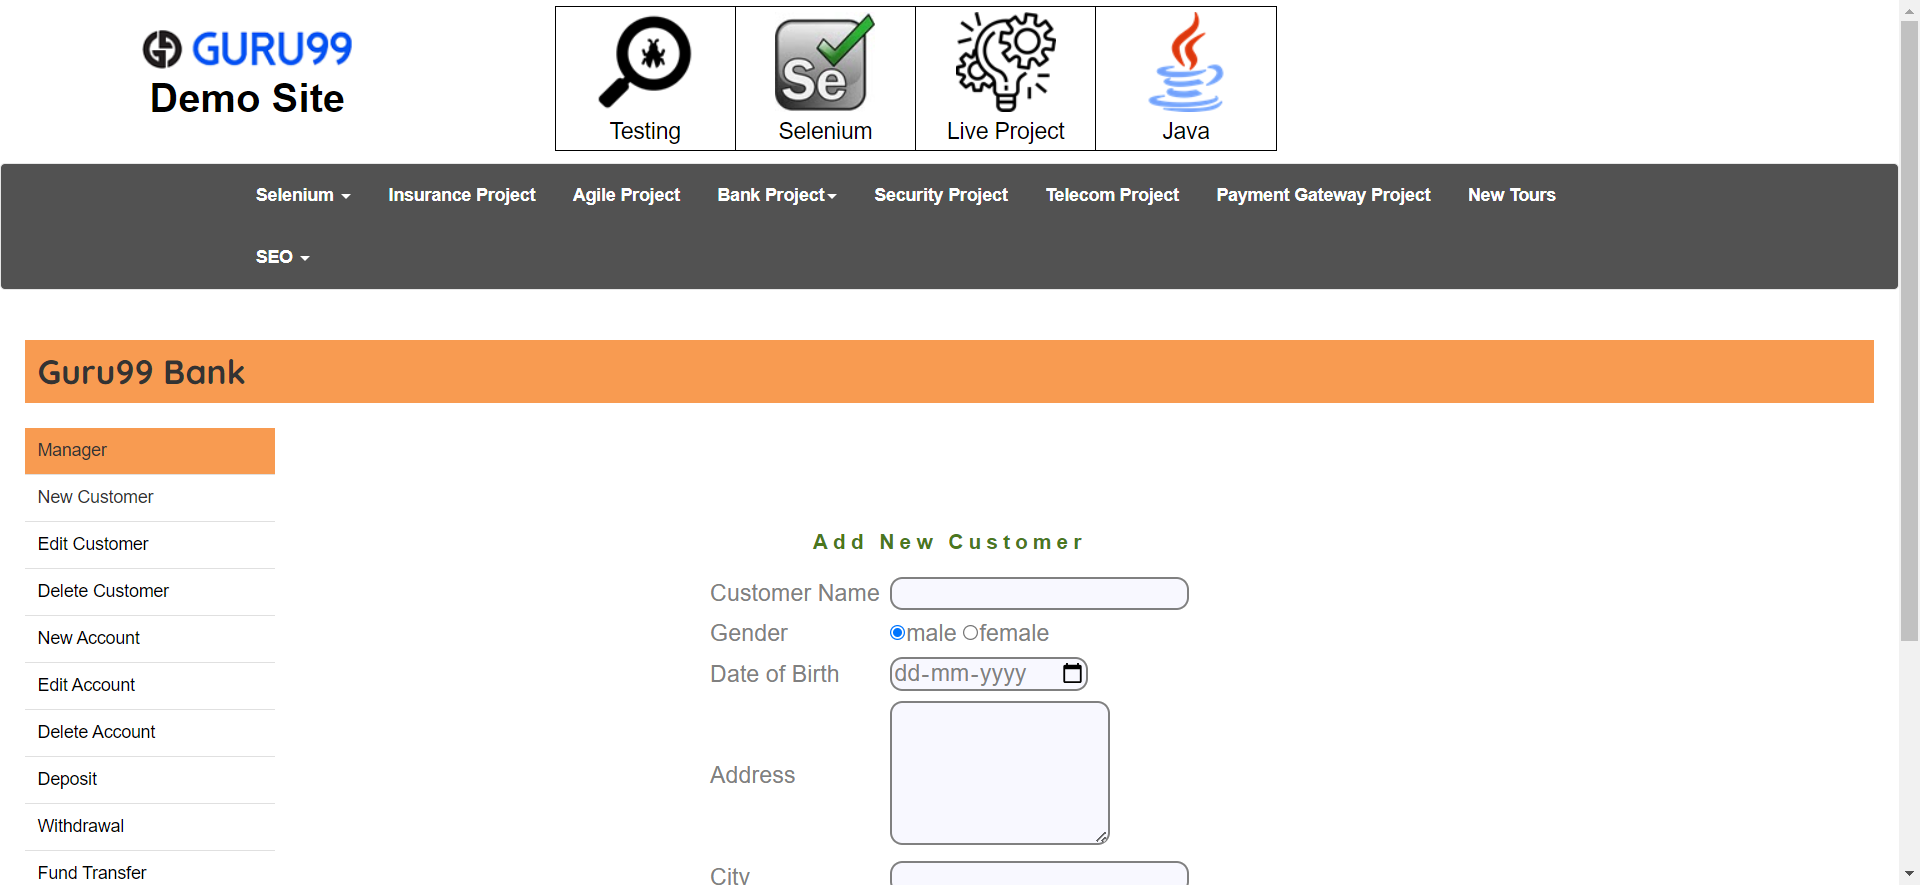 GURU99
Demo Site
Se
Testing
Selenium
Live Project
Java
Selenium
Insurance Project
Agile Project
Bank Project
Security Project
Telecom Project
Payment Gateway Project
New Tours
SEO
Guru99 Bank
Manager
New Customer
Edit Customer
Delete Customer
New Account
Edit Account
Delete Account
Deposit
Withdrawal
Fund Transfer
Add New Customer
Customer Name
Gender male female
Date of Birth dd-mm-yyyy
Address
City